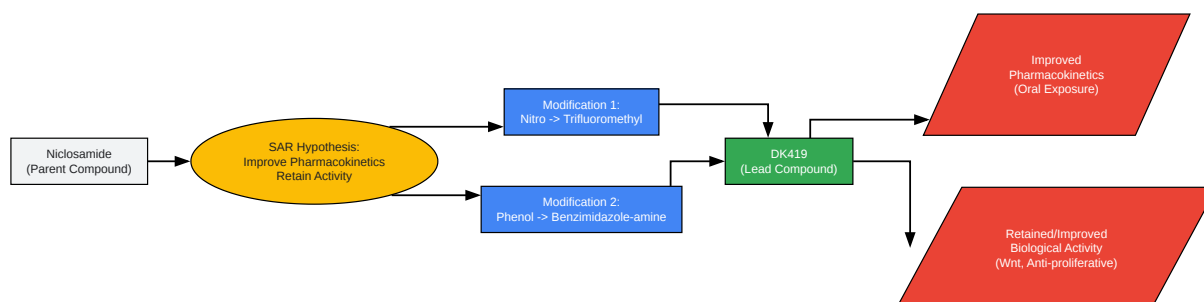 Niclosamide
(Parent Compound)
SAR Hypothesis:
Improve Pharmacokinetics
Retain Activity
Modification 1:
Nitro -> Trifluoromethyl
Modification 2:
Phenol -> Benzimidazole-amine
DK419
(Lead Compound)
Improved
Pharmacokinetics
(Oral Exposure)
Retained/Improved
Biological Activity
(Wnt, Anti-proliferative)